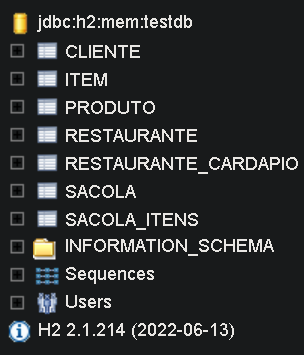 jdbc:h2:mem:testdb
CLIENTE
ITEM
PRODUTO
RESTAURANTE
RESTAURANTE_CARDAPIO
SACOLA
SACOLA_ITENS
INFORMATION_SCHEMA
Sequences
Users
H2 2.1.214 (2022-06-13)